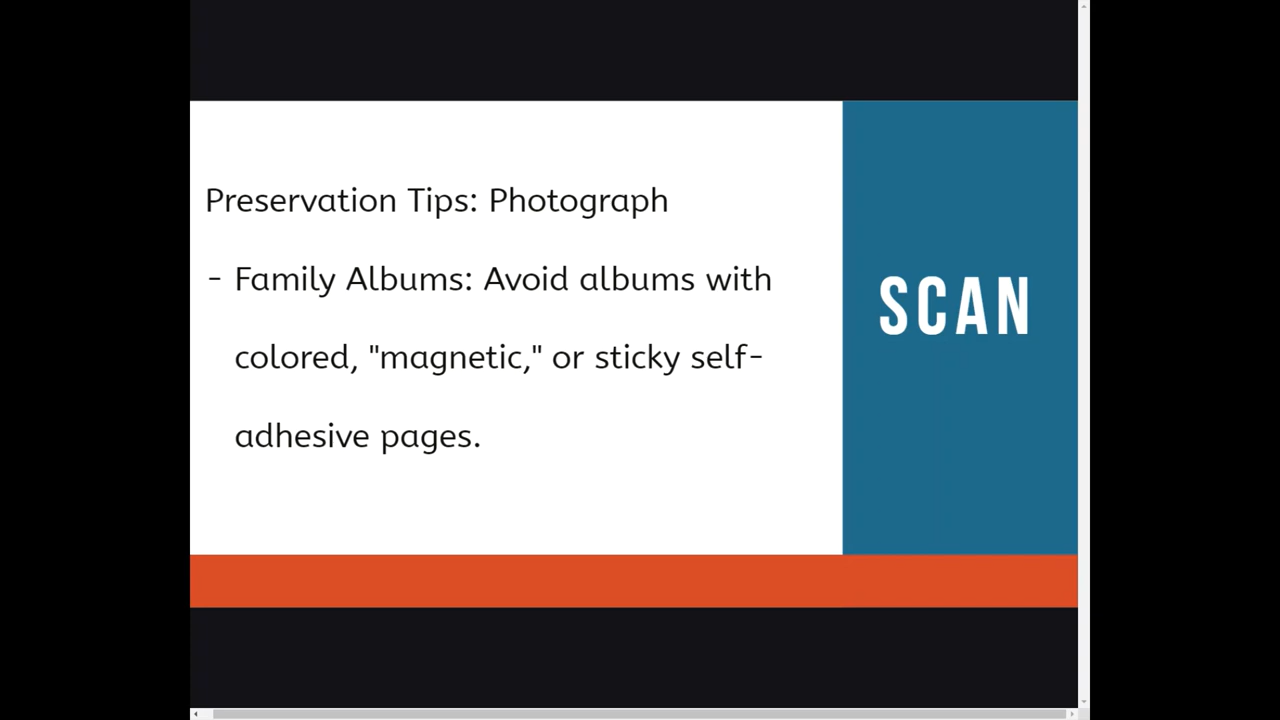 Preservation Tips: Photograph
- Family Albums: Avoid albums with
colored, "magnetic," or sticky self-
adhesive pages.
SCAN